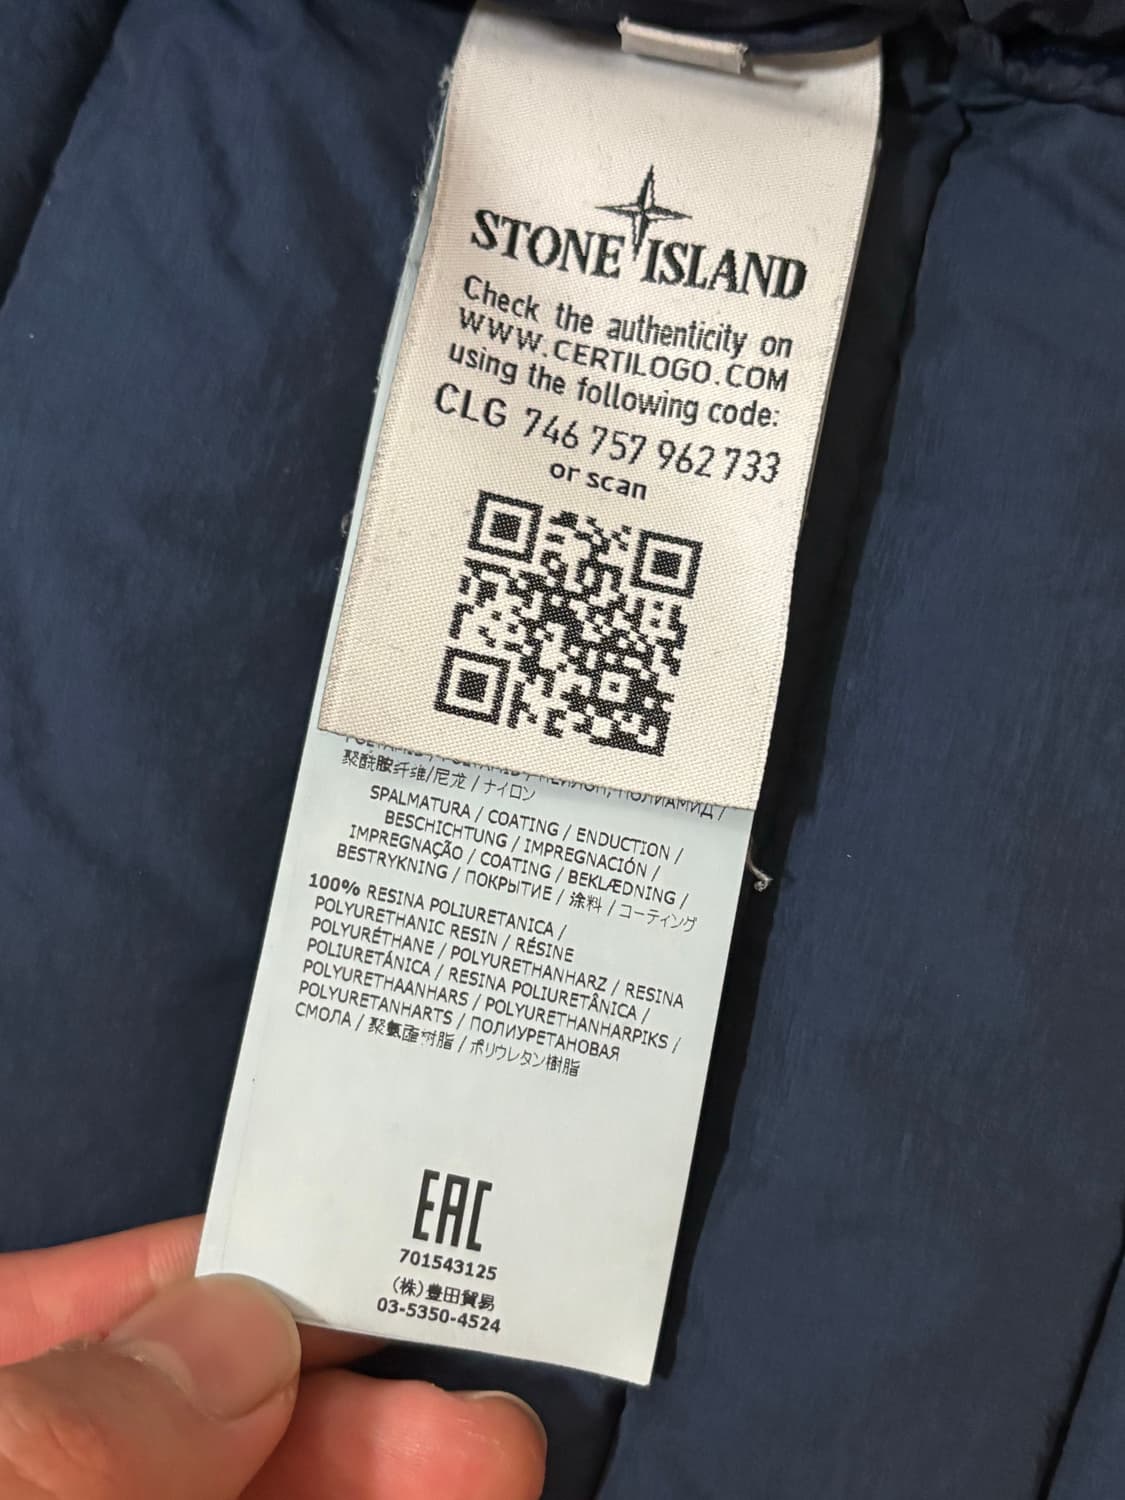 STONE ISLAND
Check the authenticity on
WWW.CERTILOGO.COM
using the following code:
CLG 746 757 962 733
or scan
聚酰胺纤维/尼龙 / ナイロン
SPALMATURA / COATING / ENDUCTION /
BESCHICHTUNG / IMPREGNACIÓN /
IMPREGNAÇÃO / COATING / BEKLÆDNING /
BESTRYKNING / ПОКРЫТИЕ / 涂料 / コーティング
100% RESINA POLIURETANICA /
POLYURETHANIC RESIN / RÉSINE
POLYURÉTHANE / POLYURETHANHARZ / RESINA
POLIURETÁNICA / RESINA POLIURETÂNICA /
POLYURETHAANHARS / POLYURETHANHARPIKS /
POLYURETANHARTS / ПОЛИУРЕТАНОВАЯ
СМОЛА / 聚氨酯树脂 / ポリウレタン樹脂
EAC
701543125
(株)豊田貿易
03-5350-4524